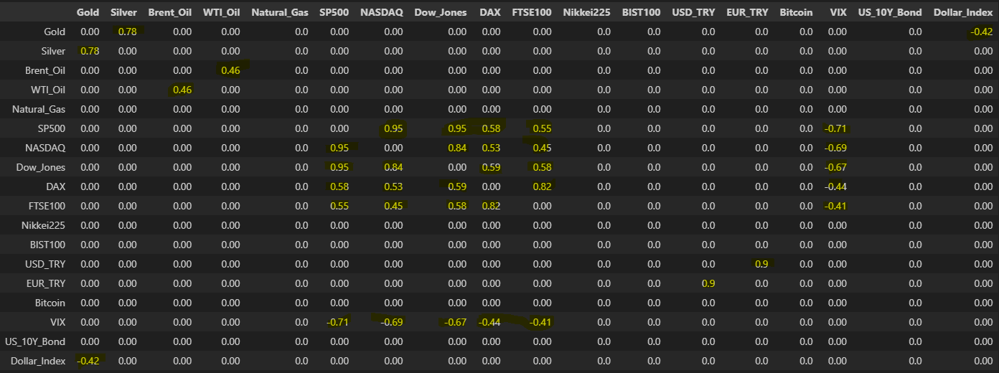 Gold Silver Brent_Oil WTI_Oil Natural_Gas SP500 NASDAQ Dow_Jones DAX FTSE100 Nikkei225 BIST100 USD_TRY EUR_TRY Bitcoin VIX US_10Y_Bond Dollar_Index
Gold 0.00 0.78 0.00 0.00 0.0 0.00 0.00 0.00 0.00 0.00 0.0 0.0 0.0 0.0 0.0 0.00 0.0 -0.42
Silver 0.78 0.00 0.00 0.00 0.0 0.00 0.00 0.00 0.00 0.00 0.0 0.0 0.0 0.0 0.0 0.00 0.0 0.00
Brent_Oil 0.00 0.00 0.00 0.46 0.0 0.00 0.00 0.00 0.00 0.00 0.0 0.0 0.0 0.0 0.0 0.00 0.0 0.00
WTI_Oil 0.00 0.00 0.46 0.00 0.0 0.00 0.00 0.00 0.00 0.00 0.0 0.0 0.0 0.0 0.0 0.00 0.0 0.00
Natural_Gas 0.00 0.00 0.00 0.00 0.0 0.00 0.00 0.00 0.00 0.00 0.0 0.0 0.0 0.0 0.0 0.00 0.0 0.00
SP500 0.00 0.00 0.00 0.00 0.0 0.00 0.95 0.95 0.58 0.55 0.0 0.0 0.0 0.0 0.0 -0.71 0.0 0.00
NASDAQ 0.00 0.00 0.00 0.00 0.0 0.95 0.00 0.84 0.53 0.45 0.0 0.0 0.0 0.0 0.0 -0.69 0.0 0.00
Dow_Jones 0.00 0.00 0.00 0.00 0.0 0.95 0.84 0.00 0.59 0.58 0.0 0.0 0.0 0.0 0.0 -0.67 0.0 0.00
DAX 0.00 0.00 0.00 0.00 0.0 0.58 0.53 0.59 0.00 0.82 0.0 0.0 0.0 0.0 0.0 -0.44 0.0 0.00
FTSE100 0.00 0.00 0.00 0.00 0.0 0.55 0.45 0.58 0.82 0.00 0.0 0.0 0.0 0.0 0.0 -0.41 0.0 0.00
Nikkei225 0.00 0.00 0.00 0.00 0.0 0.00 0.00 0.00 0.00 0.00 0.0 0.0 0.0 0.0 0.0 0.00 0.0 0.00
BIST100 0.00 0.00 0.00 0.00 0.0 0.00 0.00 0.00 0.00 0.00 0.0 0.0 0.0 0.0 0.0 0.00 0.0 0.00
USD_TRY 0.00 0.00 0.00 0.00 0.0 0.00 0.00 0.00 0.00 0.00 0.0 0.0 0.0 0.9 0.0 0.00 0.0 0.00
EUR_TRY 0.00 0.00 0.00 0.00 0.0 0.00 0.00 0.00 0.00 0.00 0.0 0.0 0.9 0.0 0.0 0.00 0.0 0.00
Bitcoin 0.00 0.00 0.00 0.00 0.0 0.00 0.00 0.00 0.00 0.00 0.0 0.0 0.0 0.0 0.0 0.00 0.0 0.00
VIX 0.00 0.00 0.00 0.00 0.0 -0.71 -0.69 -0.67 -0.44 -0.41 0.0 0.0 0.0 0.0 0.0 0.00 0.0 0.00
US_10Y_Bond 0.00 0.00 0.00 0.00 0.0 0.00 0.00 0.00 0.00 0.00 0.0 0.0 0.0 0.0 0.0 0.00 0.0 0.00
Dollar_Index -0.42 0.00 0.00 0.00 0.0 0.00 0.00 0.00 0.00 0.00 0.0 0.0 0.0 0.0 0.0 0.00 0.0 0.00